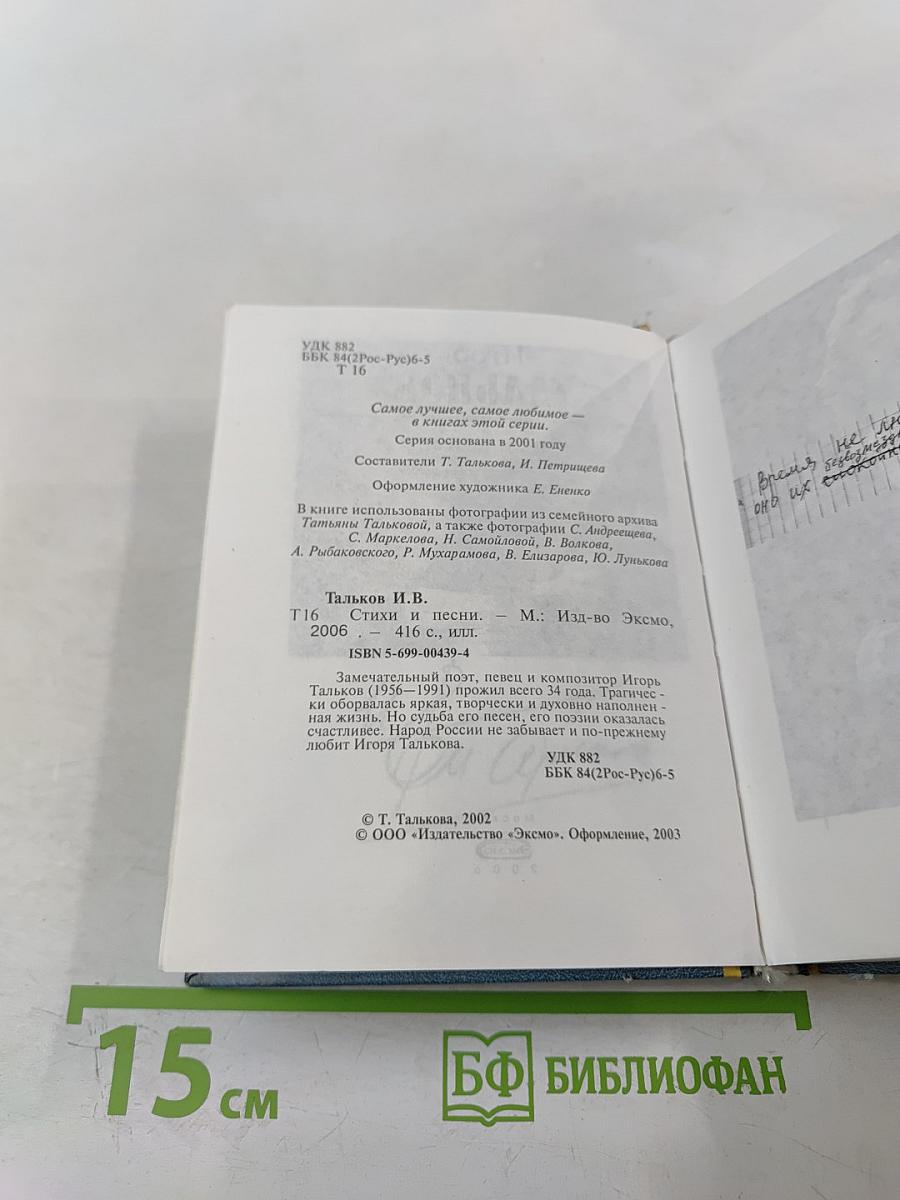 УДК 882
ББК 84(2Рос-Рус)6-5
Т 16
Самое лучшее, самое любимое —
в книгах этой серии.
Серия основана в 2001 году
Составители Т. Талькова, И. Петрищева
Оформление художника Е. Ененко
В книге использованы фотографии из семейного архива
Татьяны Тальковой, а также фотографии С. Андреещева,
С. Маркелова, Н. Самойловой, В. Волкова,
А. Рыбаковского, Р. Мухарамова, В. Елизарова, Ю. Лунькова
Тальков И.В.
Т16 Стихи и песни. — М.: Изд-во Эксмо,
2006 . — 416 с., илл.
ISBN 5-699-00439-4
Замечательный поэт, певец и композитор Игорь
Тальков (1956—1991) прожил всего 34 года. Трагичес -
ки оборвалась яркая, творчески и духовно наполнен -
ная жизнь. Но судьба его песен, его поэзии оказалась
счастливее. Народ России не забывает и по-прежнему
любит Игоря Талькова.
УДК 882
ББК 84(2Рос-Рус)6-5
© Т. Талькова, 2002
© ООО «Издательство «Эксмо». Оформление, 2003
Время не
оно их
15 см
БФ БИБЛИОФАН